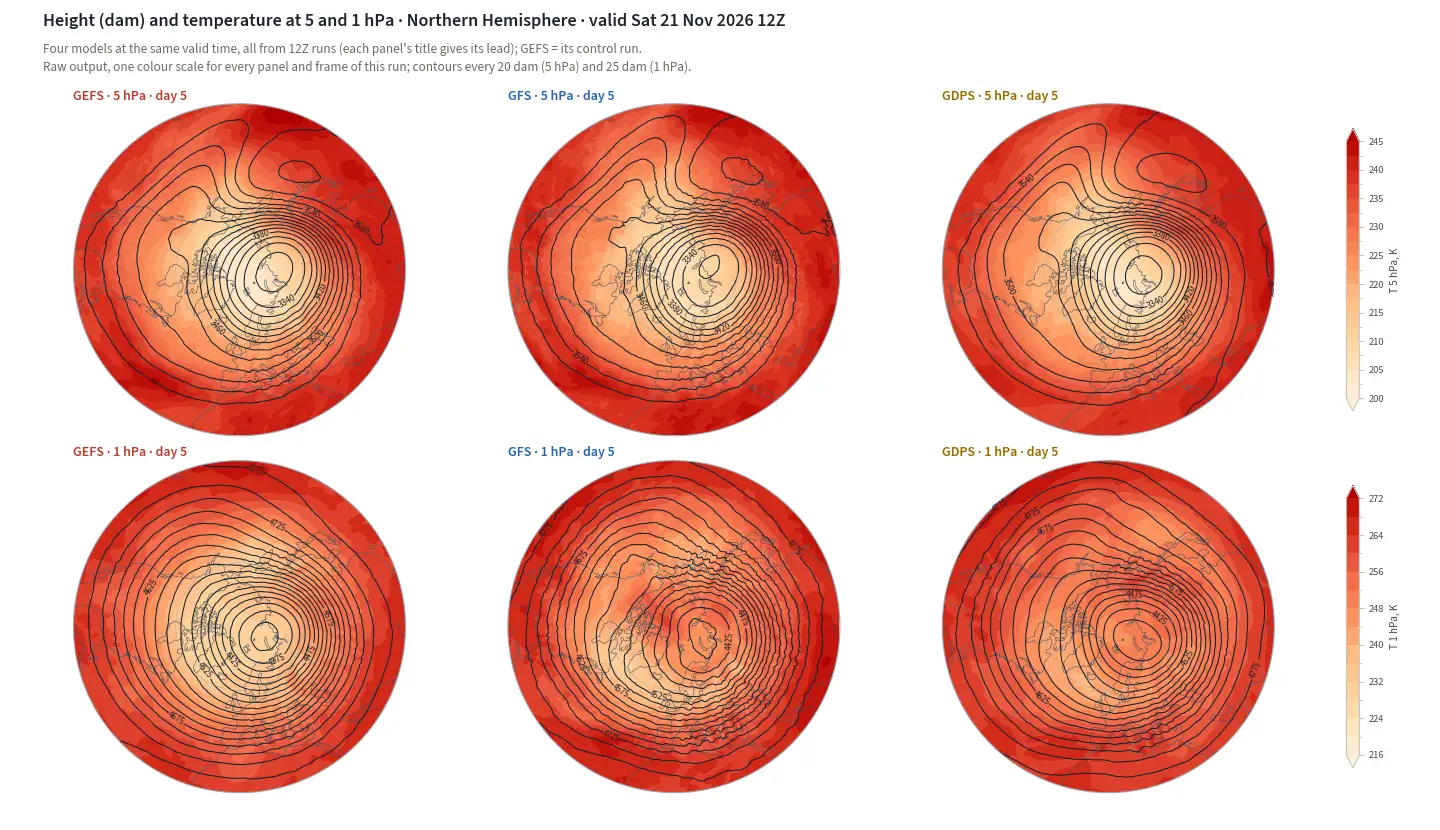 Height (dam) and temperature at 5 and 1 hPa · Northern Hemisphere · valid Sat 21 Nov 2026 12Z
Four models at the same valid time, all from 12Z runs (each panel's title gives its lead); GEFS = its control run.
Raw output, one colour scale for every panel and frame of this run; contours every 20 dam (5 hPa) and 25 dam (1 hPa).
GEFS · 5 hPa · day 5
GFS · 5 hPa · day 5
GDPS · 5 hPa · day 5
245
240
235
230
225
220
215
210
205
200
T 5 hPa, K
GEFS · 1 hPa · day 5
GFS · 1 hPa · day 5
GDPS · 1 hPa · day 5
272
264
256
248
240
232
224
216
T 1 hPa, K